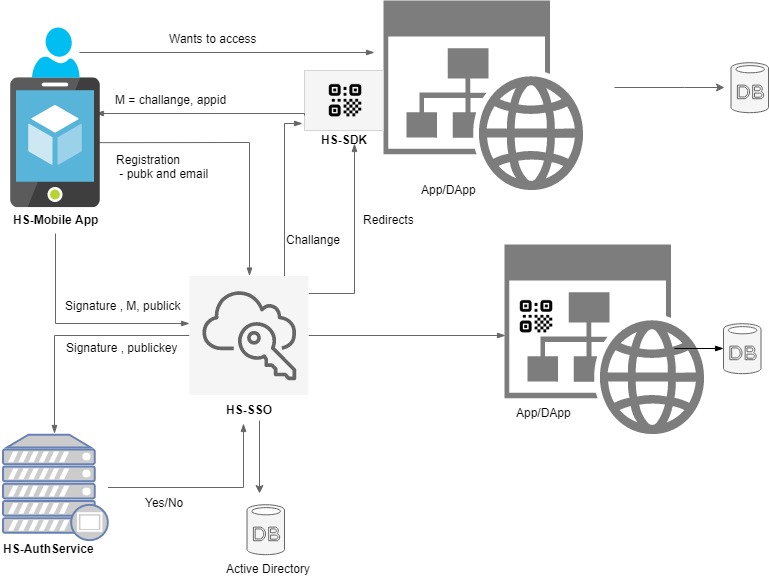 Wants to access
M = challange, appid
DB
HS-SDK
Registration
- pubk and email
App/DApp
HS-Mobile App
Redirects
Challange
Signature , M, publick
Signature , publickey
DB
HS-SSO
App/DApp
Yes/No
DB
HS-AuthService
Active Directory